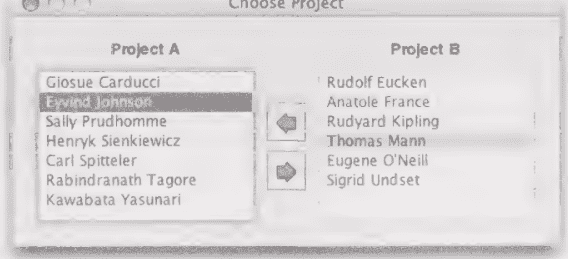 Choose Project
Project A
Giosue Carducci
Eyvind Johnson
Sally Prudhomme
Henryk Sienkiewicz
Carl Spitteler
Rabindranath Tagore
Kawabata Yasunari
Project B
Rudolf Eucken
Anatole France
Rudyard Kipling
Thomas Mann
Eugene O'Neill
Sigrid Undset